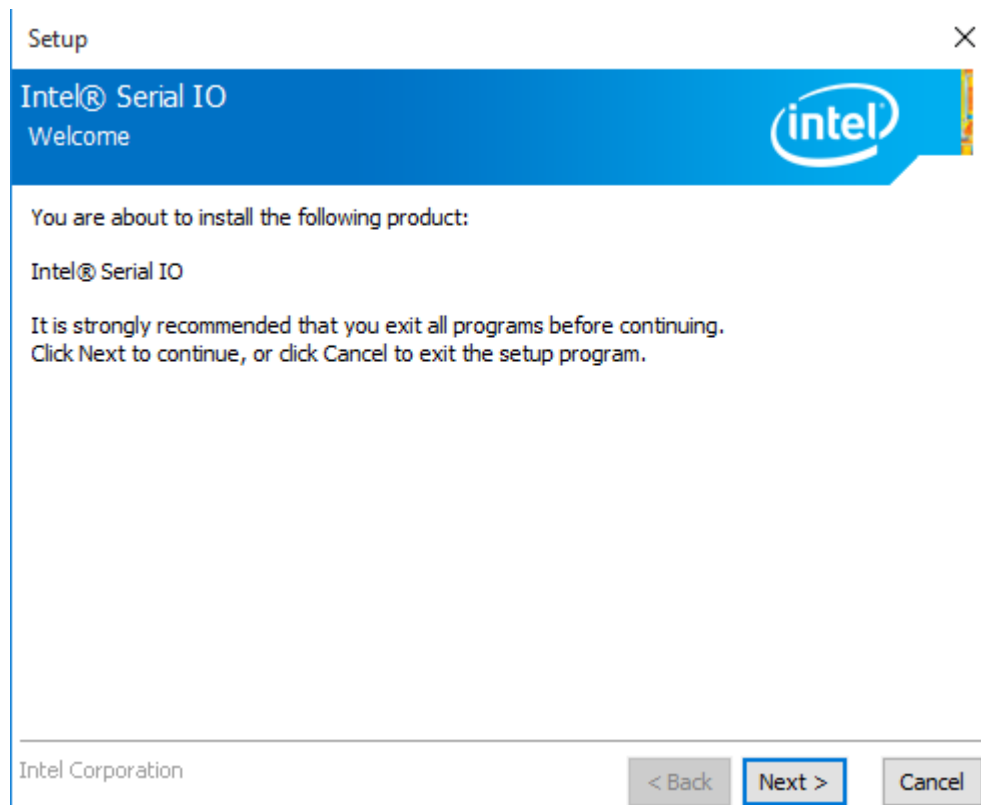 Setup
Intel® Serial IO
Welcome
intel
You are about to install the following product:
Intel® Serial IO
It is strongly recommended that you exit all programs before continuing.
Click Next to continue, or click Cancel to exit the setup program.
Intel Corporation
< Back Next > Cancel